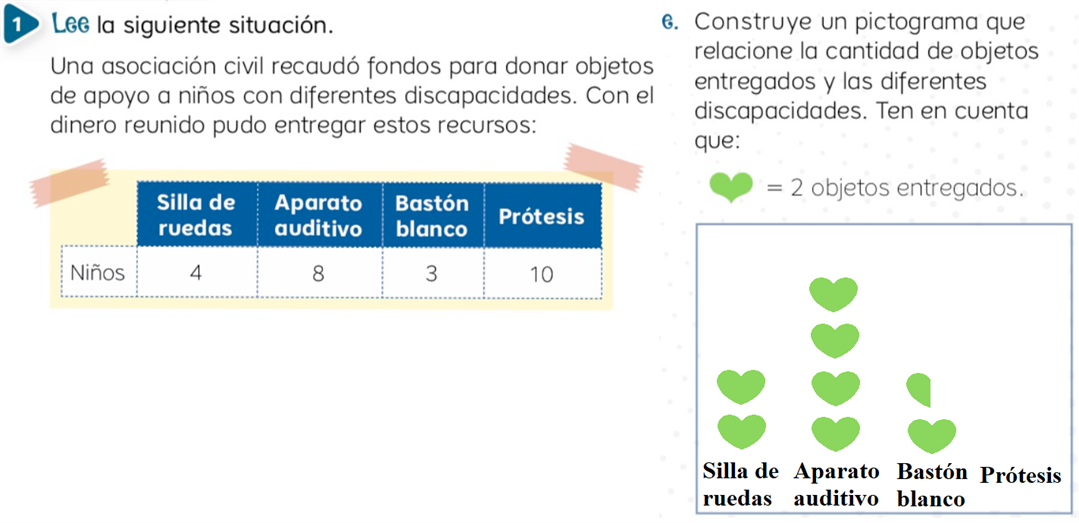 1 Lee la siguiente situación.
Una asociación civil recaudó fondos para donar objetos
de apoyo a niños con diferentes discapacidades. Con el
dinero reunido pudo entregar estos recursos:
Silla de ruedas Aparato auditivo Bastón blanco Prótesis
Niños 4 8 3 10
e. Construye un pictograma que
relacione la cantidad de objetos
entregados y las diferentes
discapacidades. Ten en cuenta
que:
= 2 objetos entregados.
Silla de Aparato Bastón Prótesis
ruedas auditivo blanco